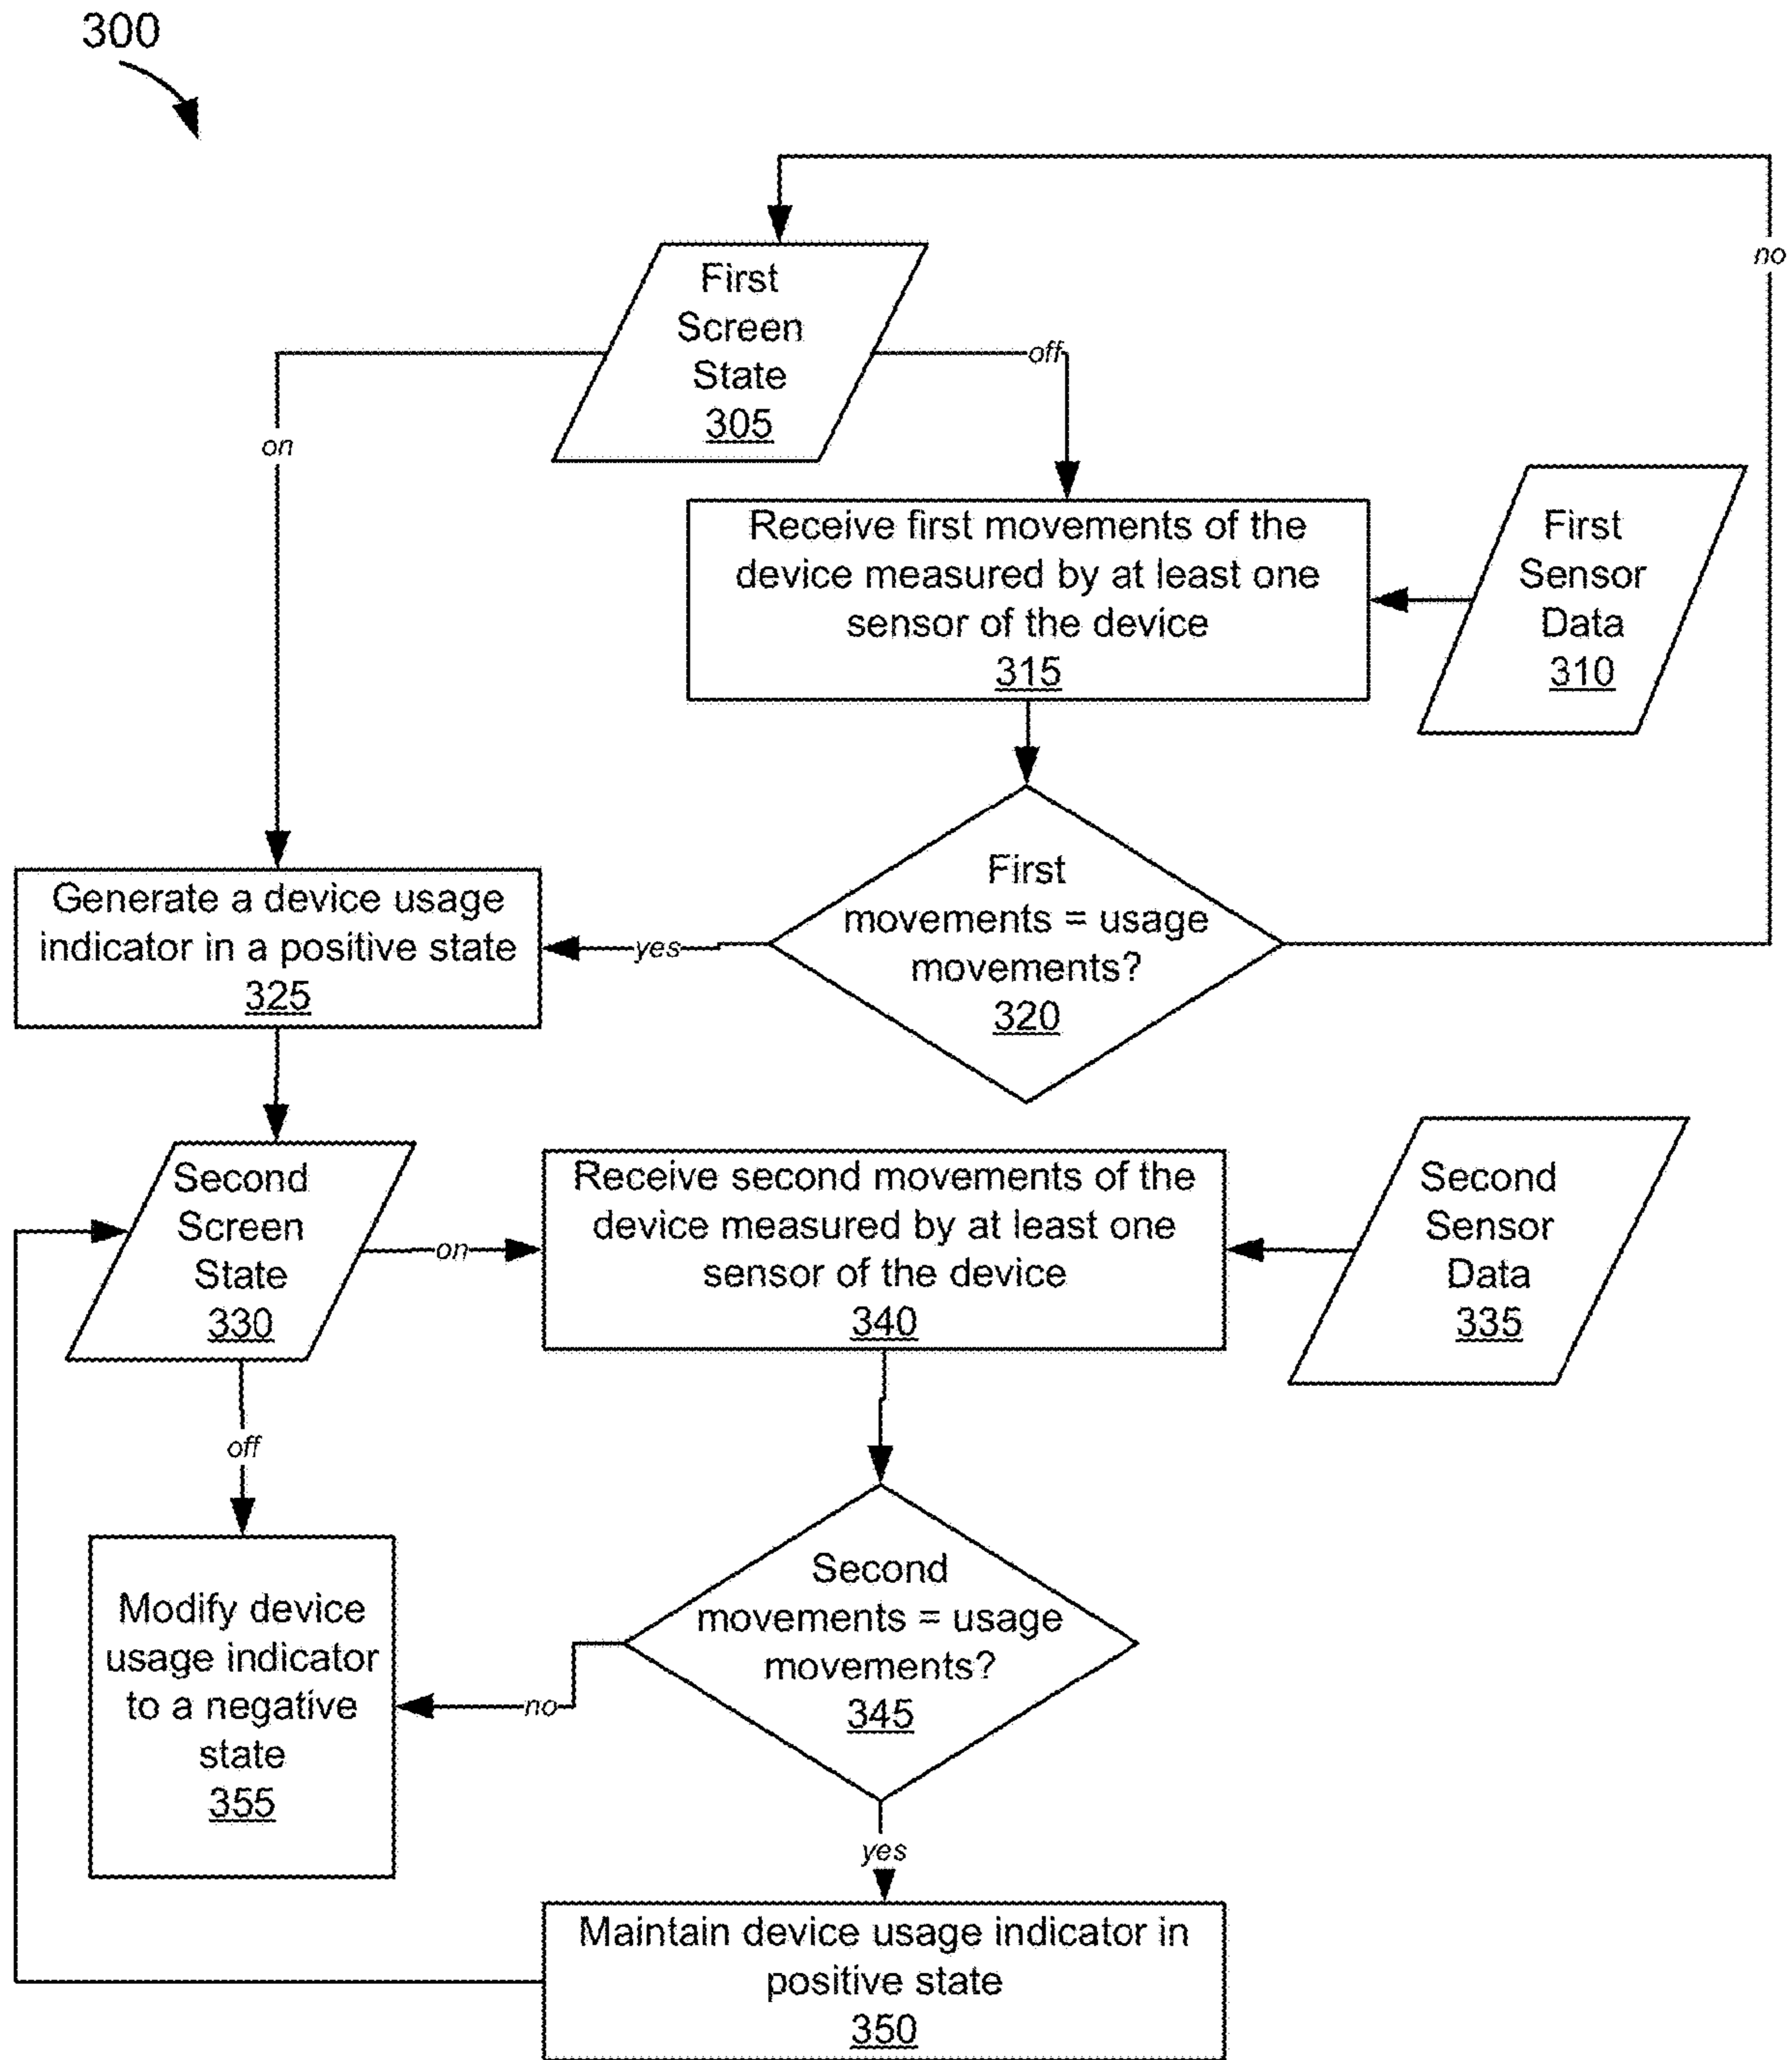 300
no
First
Screen
State
305
off
on
Receive first movements of the
device measured by at least one
sensor of the device
315
First
Sensor
Data
310
First
movements = usage
movements?
320
yes
Generate a device usage
indicator in a positive state
325
Second
Screen
State
330
on
Receive second movements of the
device measured by at least one
sensor of the device
340
Second
Sensor
Data
335
off
Second
movements = usage
movements?
345
no
Modify device
usage indicator
to a negative
state
355
yes
Maintain device usage indicator in
positive state
350